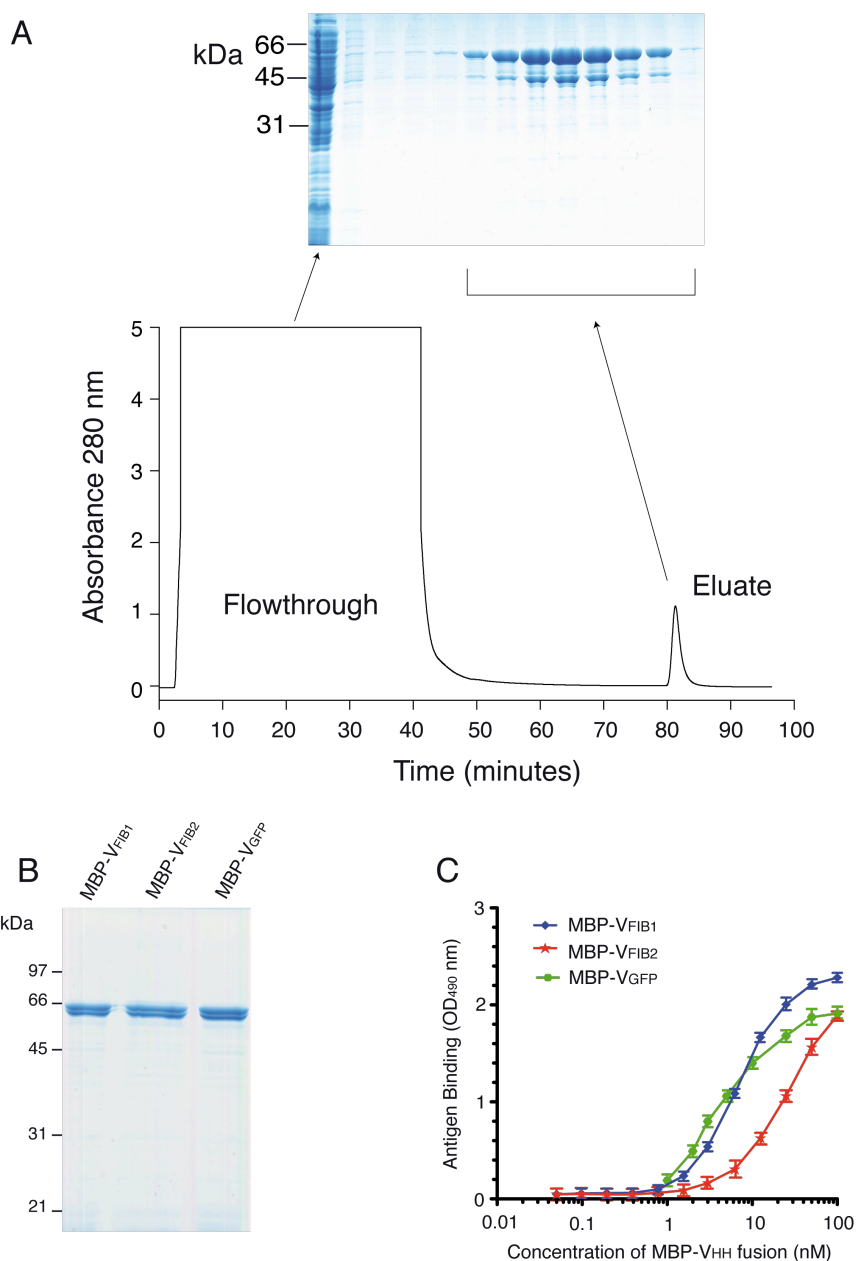 A
kDa
66
45
31
5
4
3
2
1
0
Absorbance 280 nm
Flowthrough
Eluate
0 10 20 30 40 50 60 70 80 90 100
Time (minutes)
B
MBP-VFIB1 MBP-VFIB2 MBP-VGFP
kDa
97
66
45
31
21
C
MBP-VFIB1
MBP-VFIB2
MBP-VGFP
3
2
1
0
Antigen Binding (OD490 nm)
0.01 0.1 1 10 100
Concentration of MBP-VHH fusion (nM)